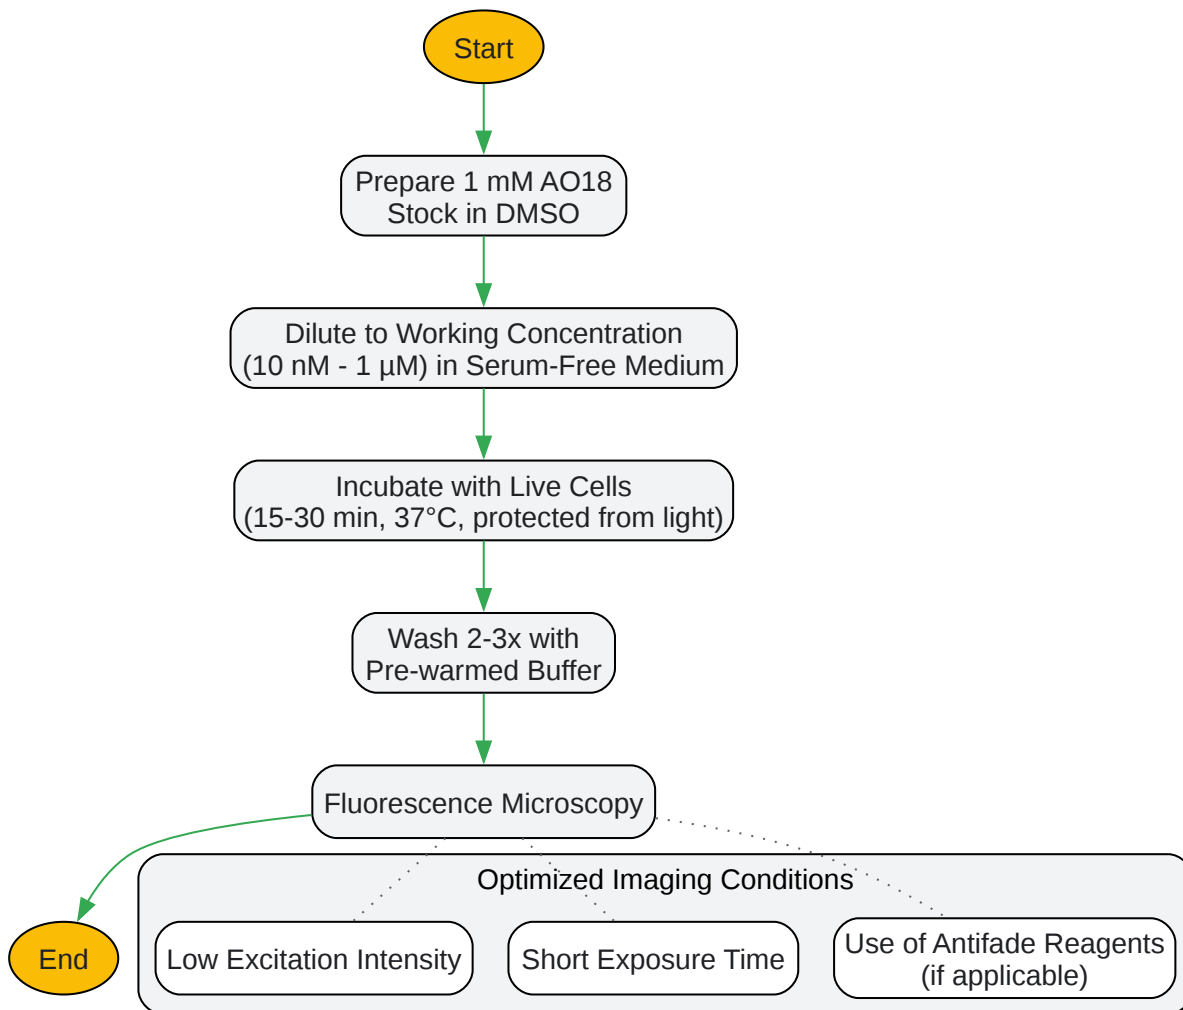 Start
Prepare 1 mM AO18
Stock in DMSO
Dilute to Working Concentration
(10 nM - 1 µM) in Serum-Free Medium
Incubate with Live Cells
(15-30 min, 37°C, protected from light)
Wash 2-3x with
Pre-warmed Buffer
Fluorescence Microscopy
Optimized Imaging Conditions
End
Low Excitation Intensity
Short Exposure Time
Use of Antifade Reagents
(if applicable)